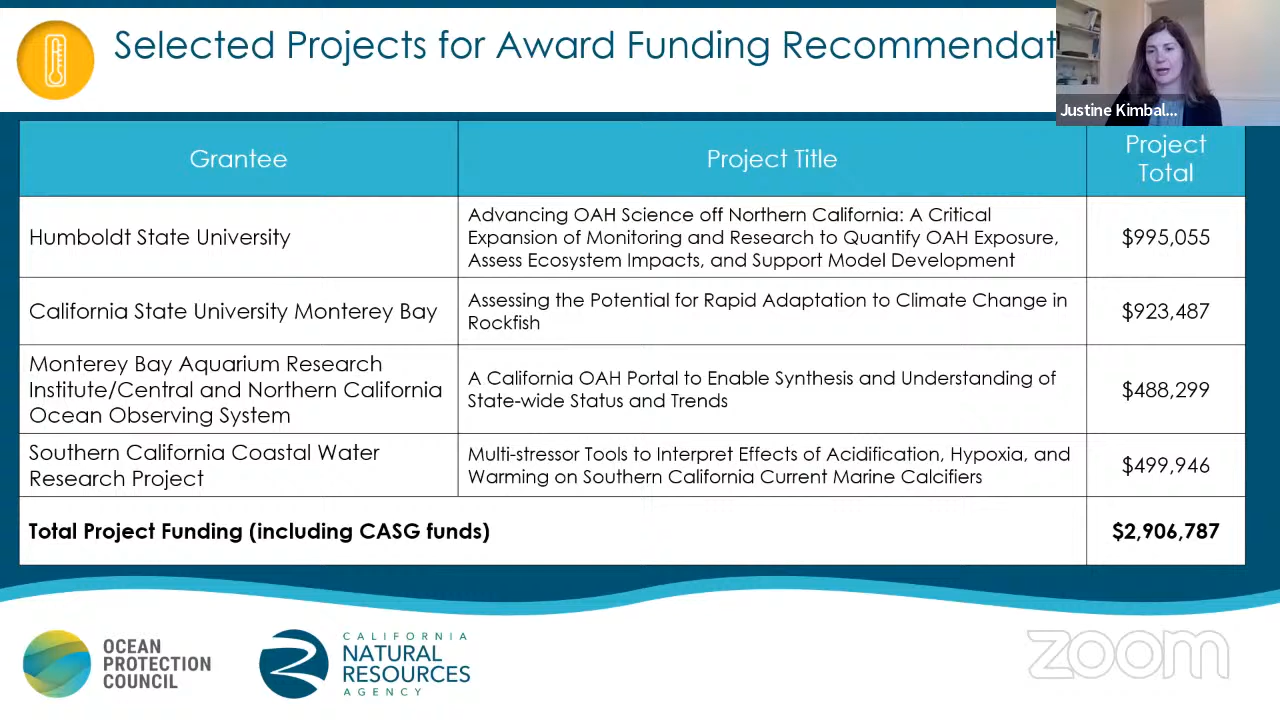 Selected Projects for Award Funding Recommendat
Justine Kimbal...
Grantee
Project Title
Project
Total
Humboldt State University
Advancing OAH Science off Northern California: A Critical
Expansion of Monitoring and Research to Quantify OAH Exposure,
Assess Ecosystem Impacts, and Support Model Development
$995,055
California State University Monterey Bay
Assessing the Potential for Rapid Adaptation to Climate Change in
Rockfish
$923,487
Monterey Bay Aquarium Research
Institute/Central and Northern California
Ocean Observing System
A California OAH Portal to Enable Synthesis and Understanding of
State-wide Status and Trends
$488,299
Southern California Coastal Water
Research Project
Multi-stressor Tools to Interpret Effects of Acidification, Hypoxia, and
Warming on Southern California Current Marine Calcifiers
$499,946
Total Project Funding (including CASG funds)
$2,906,787
OCEAN
PROTECTION
COUNCIL
CALIFORNIA
NATURAL
RESOURCES
AGENCY
zoom